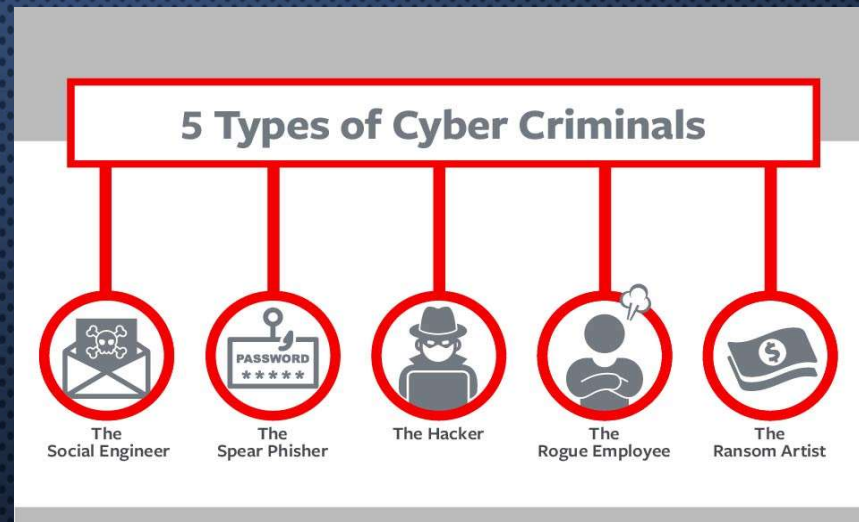 5 Types of Cyber Criminals
PASSWORD
*****
The
Social Engineer
The
Spear Phisher
The Hacker
The
Rogue Employee
$
The
Ransom Artist